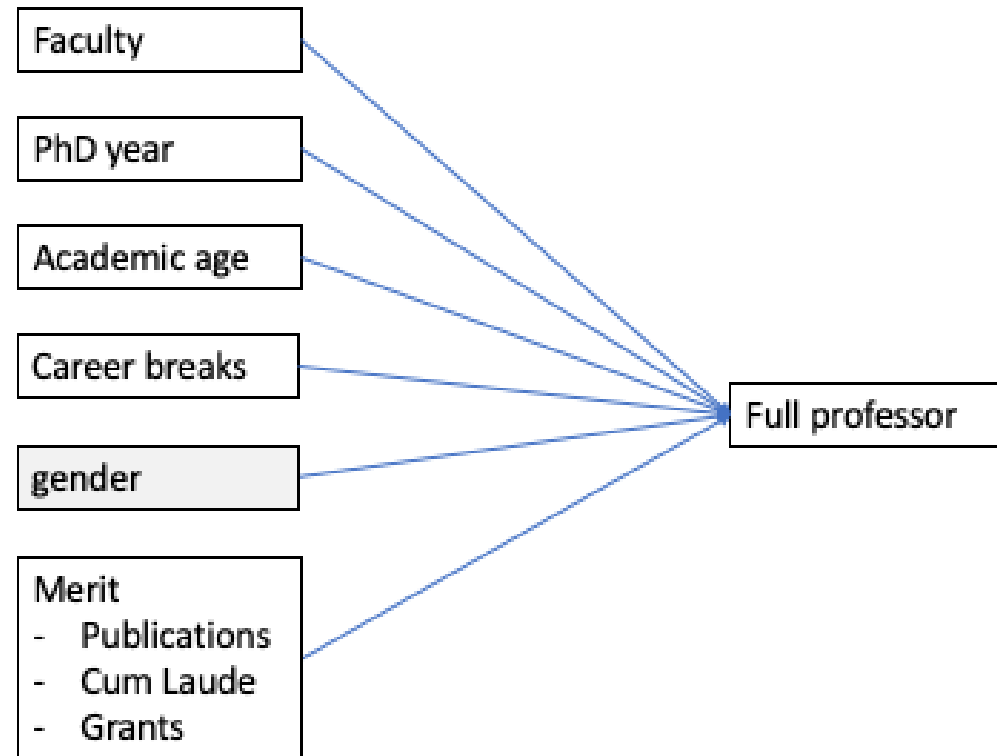 Faculty
PhD year
Academic age
Career breaks
Full professor
gender
Merit
- Publications
- Cum Laude
- Grants